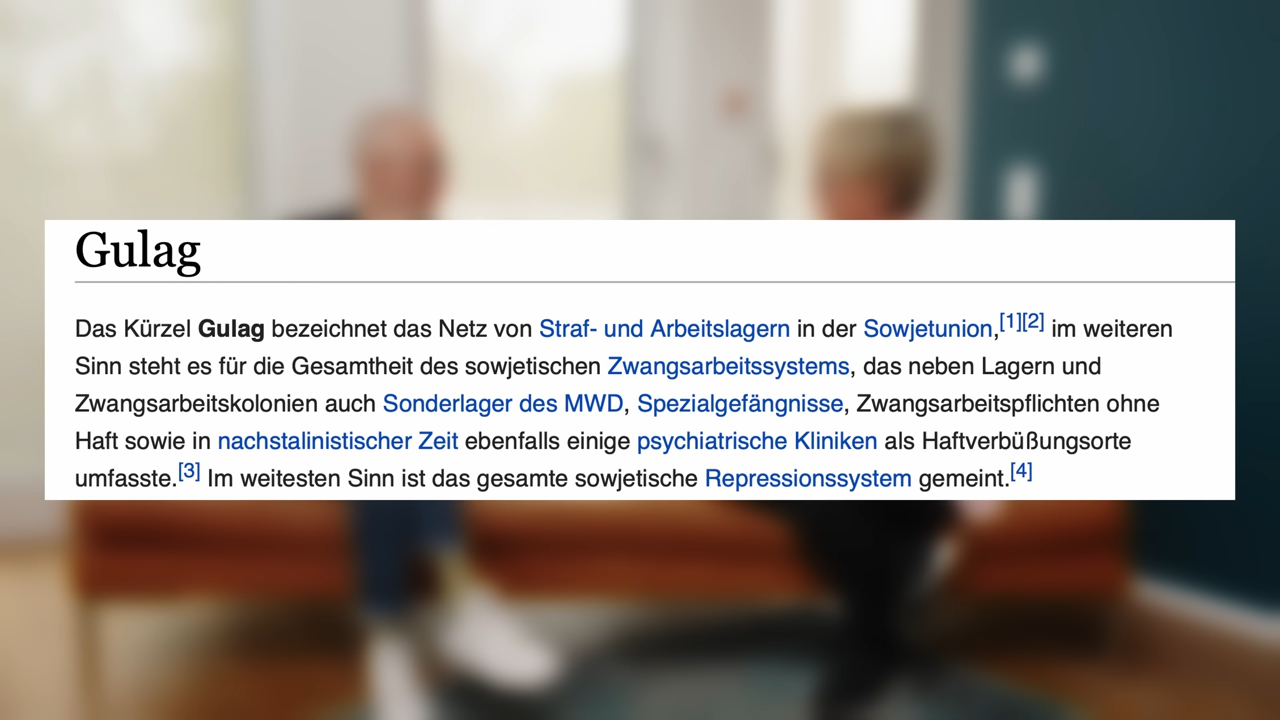 Gulag
Das Kürzel Gulag bezeichnet das Netz von Straf- und Arbeitslagern in der Sowjetunion,[1][2] im weiteren
Sinn steht es für die Gesamtheit des sowjetischen Zwangsarbeitssystems, das neben Lagern und
Zwangsarbeitskolonien auch Sonderlager des MWD, Spezialgefängnisse, Zwangsarbeitspflichten ohne
Haft sowie in nachstalinistischer Zeit ebenfalls einige psychiatrische Kliniken als Haftverbüßungsorte
umfasste.[3] Im weitesten Sinn ist das gesamte sowjetische Repressionssystem gemeint.[4]